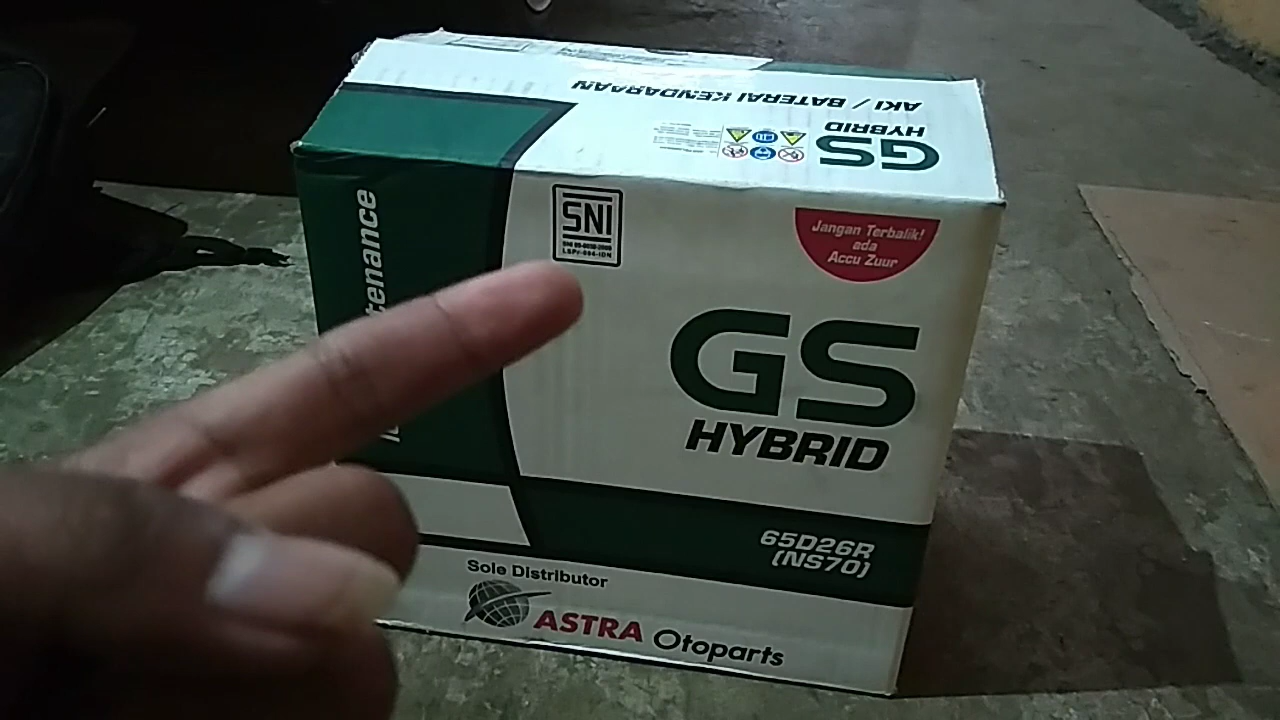 AKI / BATERAI KENDARAAN
GS
HYBRID
SNI
Jangan Terbalik!
ada
Accu Zuur
tenance
GS
HYBRID
65D26R
(NS70)
Sole Distributor
ASTRA Otoparts